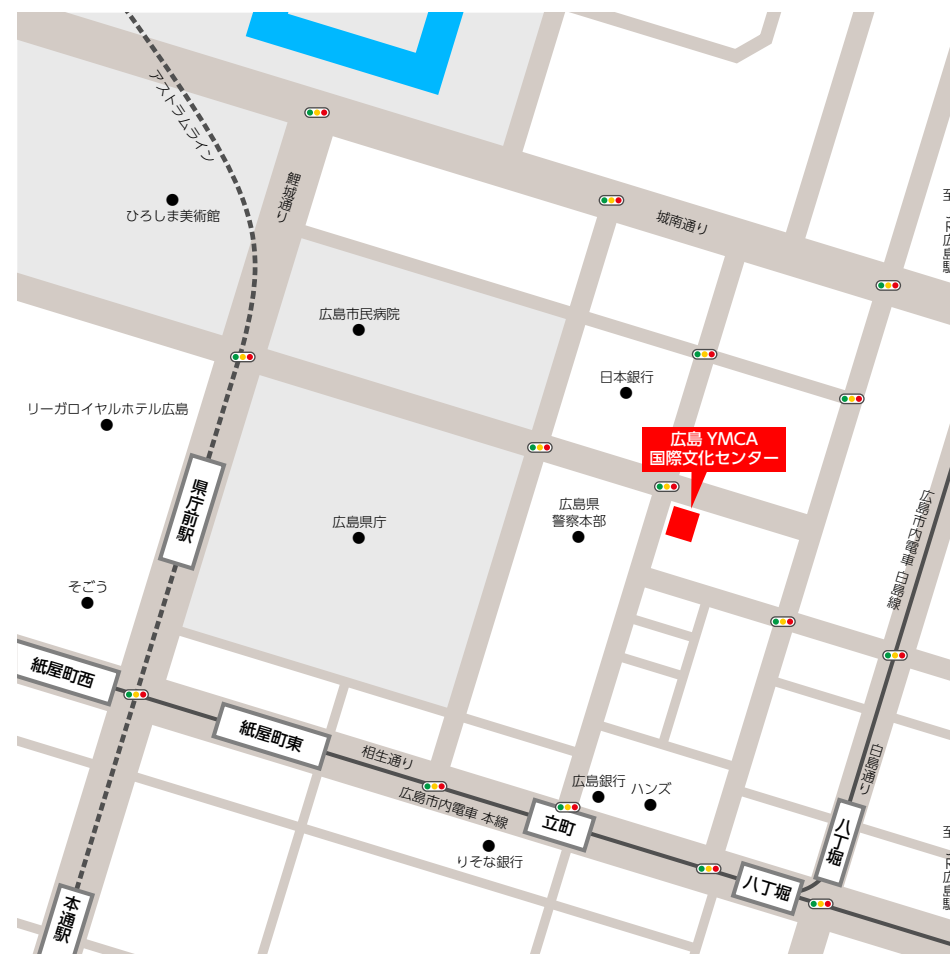 アストラムライン
鯉城通り
ひろしま美術館
城南通り
広島市民病院
日本銀行
リーガロイヤルホテル広島
広島 YMCA
国際文化センター
県庁前駅
広島県庁
広島県
警察本部
広島市内電車 白島線
そごう
紙屋町西
紙屋町東
相生通り
広島市内電車 本線
広島銀行
ハンズ
立町
りそな銀行
白島通り
八丁堀
八丁堀
本通駅